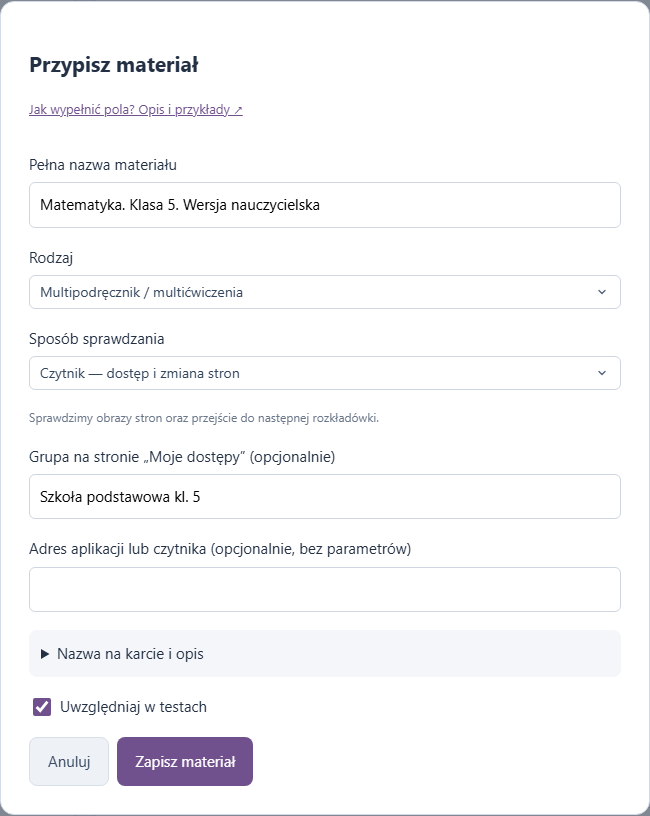 Przypisz materiał
Jak wypełnić pola? Opis i przykłady ↗
Pełna nazwa materiału
Matematyka. Klasa 5. Wersja nauczycielska
Rodzaj
Multipodręcznik / multićwiczenia
Sposób sprawdzania
Czytnik — dostęp i zmiana stron
Sprawdzimy obrazy stron oraz przejście do następnej rozkładówki.
Grupa na stronie „Moje dostępy” (opcjonalnie)
Szkoła podstawowa kl. 5
Adres aplikacji lub czytnika (opcjonalnie, bez parametrów)
Nazwa na karcie i opis
Uwzględniaj w testach
Anuluj
Zapisz materiał